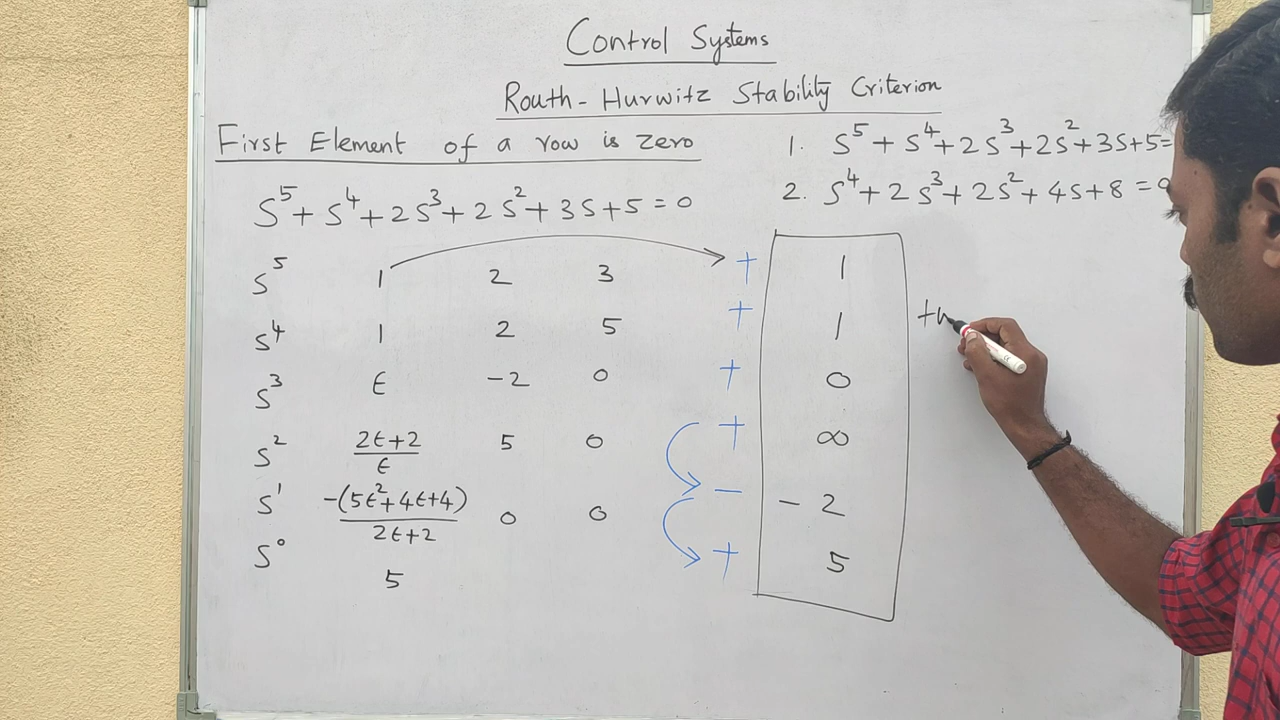 Control Systems
Routh-Hurwitz Stability Criterion
First Element of a row is zero
1. S⁵+S⁴+2S³+2S²+3S+5=
2. S⁴+2S³+2S²+4S+8=0
S⁵+S⁴+2S³+2S²+3S+5=0
S⁵ 1 2 3 + 1
S⁴ 1 2 5 + 1
S³ ϵ -2 0 + 0
S² (2ϵ+2)/ϵ 5 0 + ∞
S¹ -(5ϵ²+4ϵ+4)/(2ϵ+2) 0 0 - -2
S⁰ 5 + 5